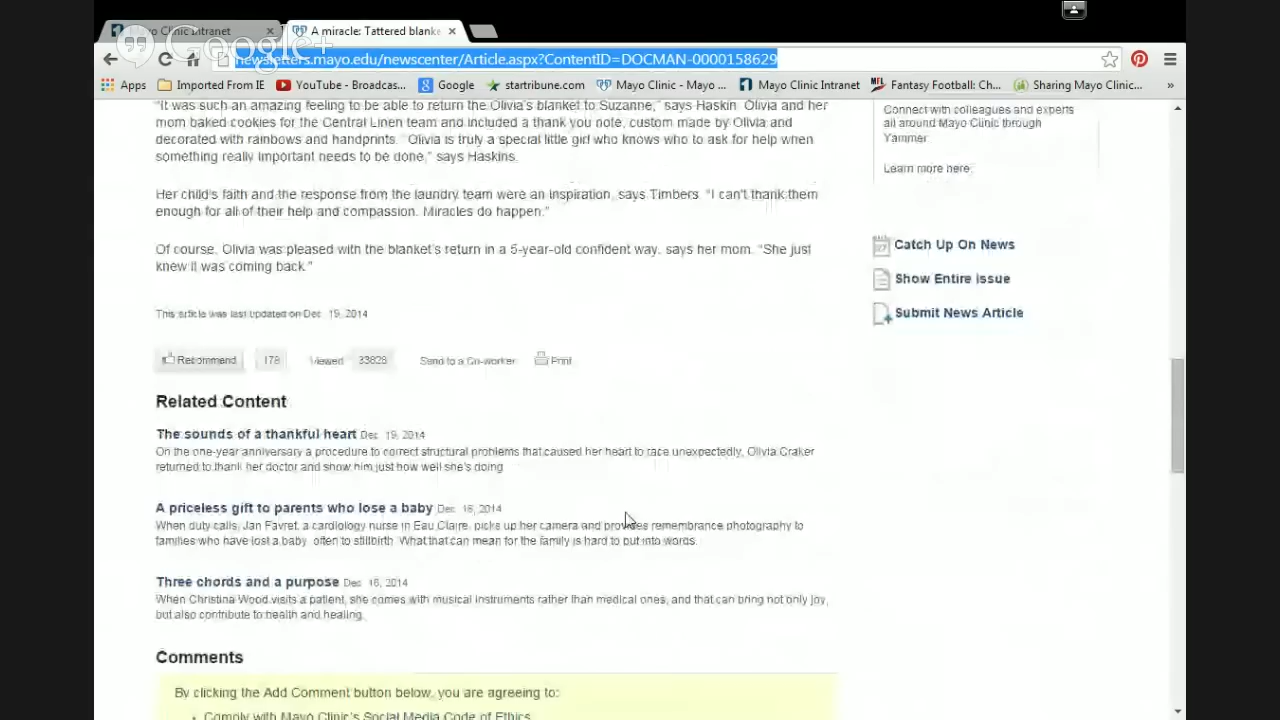 Mayo Clinic Intranet
A miracle: Tattered blanke
Google+
newsletters.mayo.edu/newscenter/Article.aspx?ContentID=DOCMAN-0000158629
Apps Imported From IE YouTube - Broadcas... Google startribune.com Mayo Clinic - Mayo ... Mayo Clinic Intranet Fantasy Football: Ch... Sharing Mayo Clinic... »
"It was such an amazing feeling to be able to return the Olivia's blanket to Suzanne," says Haskin. Olivia and her
mom baked cookies for the Central Linen team and included a thank you note, custom made by Olivia and
decorated with rainbows and handprints. "Olivia is truly a special little girl who knows who to ask for help when
something really important needs to be done," says Haskins.
Her child's faith and the response from the laundry team were an inspiration, says Timbers. "I can't thank them
enough for all of their help and compassion. Miracles do happen."
Of course, Olivia was pleased with the blanket's return in a 5-year-old confident way, says her mom. "She just
knew it was coming back."
This article was last updated on Dec. 19, 2014
Recommend 178 Viewed 33828 Send to a Co-worker Print
Related Content
The sounds of a thankful heart Dec. 19, 2014
On the one-year anniversary a procedure to correct structural problems that caused her heart to race unexpectedly, Olivia Craker
returned to thank her doctor and show him just how well she's doing.
A priceless gift to parents who lose a baby Dec. 16, 2014
When duty calls, Jan Favret, a cardiology nurse in Eau Claire, picks up her camera and provides remembrance photography to
families who have lost a baby, often to stillbirth. What that can mean for the family is hard to put into words.
Three chords and a purpose Dec. 16, 2014
When Christina Wood visits a patient, she comes with musical instruments rather than medical ones, and that can bring not only joy,
but also contribute to health and healing.
Comments
By clicking the Add Comment button below, you are agreeing to:
• Comply with Mayo Clinic's Social Media Code of Ethics
Connect with colleagues and experts
all around Mayo Clinic through
Yammer.
Learn more here.
Catch Up On News
Show Entire Issue
Submit News Article